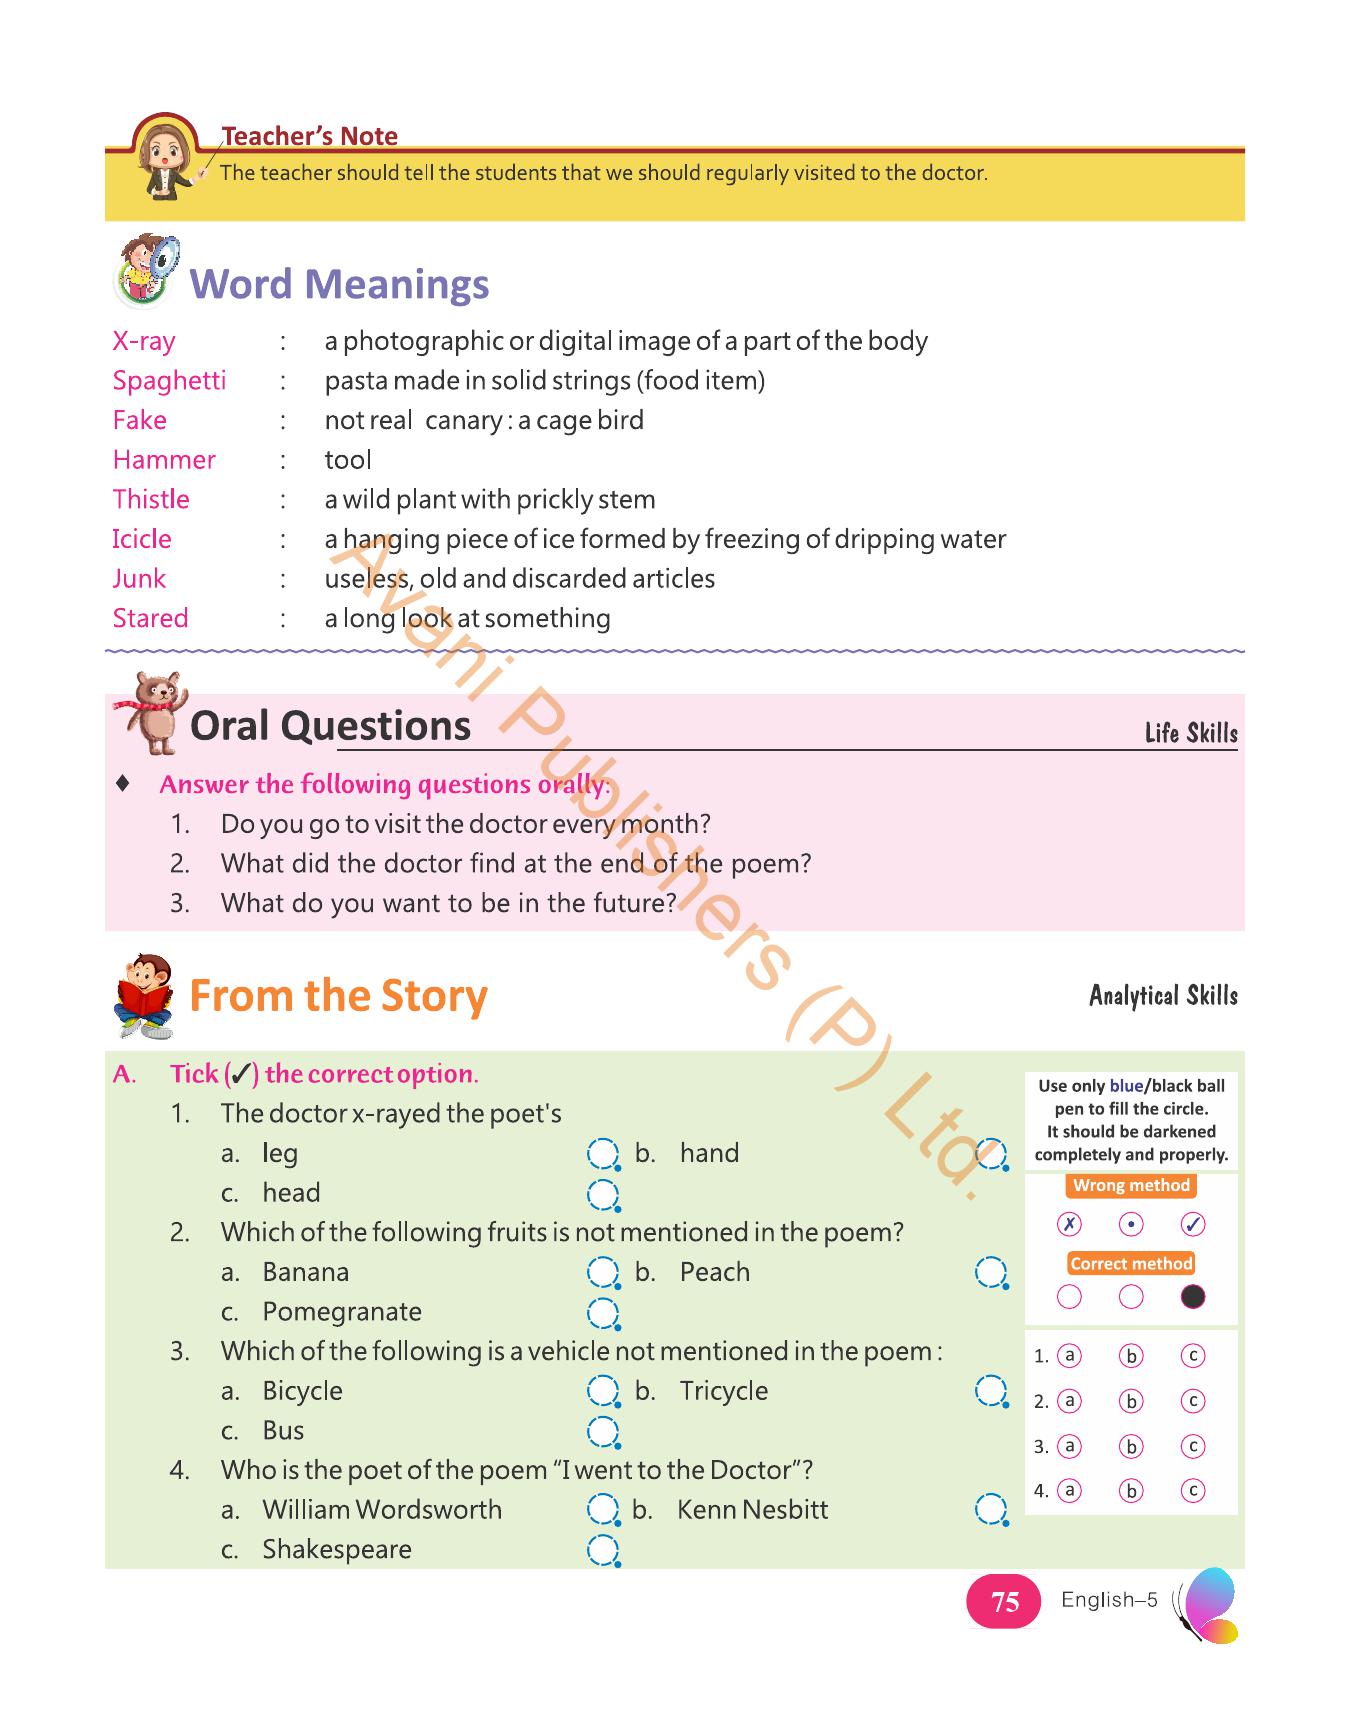 Teacher's Note
The teacher should tell the students that we should regularly visited to the doctor.
Word Meanings
X-ray : a photographic or digital image of a part of the body
Spaghetti : pasta made in solid strings (food item)
Fake : not real canary : a cage bird
Hammer : tool
Thistle : a wild plant with prickly stem
Icicle : a hanging piece of ice formed by freezing of dripping water
Junk : useless, old and discarded articles
Stared : a long look at something
Oral Questions
Life Skills
♦ Answer the following questions orally:
1. Do you go to visit the doctor every month?
2. What did the doctor find at the end of the poem?
3. What do you want to be in the future?
From the Story
Analytical Skills
A. Tick (✓) the correct option.
1. The doctor x-rayed the poet's
a. leg b. hand
c. head
2. Which of the following fruits is not mentioned in the poem?
a. Banana b. Peach
c. Pomegranate
3. Which of the following is a vehicle not mentioned in the poem :
a. Bicycle b. Tricycle
c. Bus
4. Who is the poet of the poem “I went to the Doctor”?
a. William Wordsworth b. Kenn Nesbitt
c. Shakespeare
Use only blue/black ball
pen to fill the circle.
It should be darkened
completely and properly.
Wrong method
✗ • ✓
Correct method
1. a b c
2. a b c
3. a b c
4. a b c
75 English–5
Avani Publishers (P) Ltd.